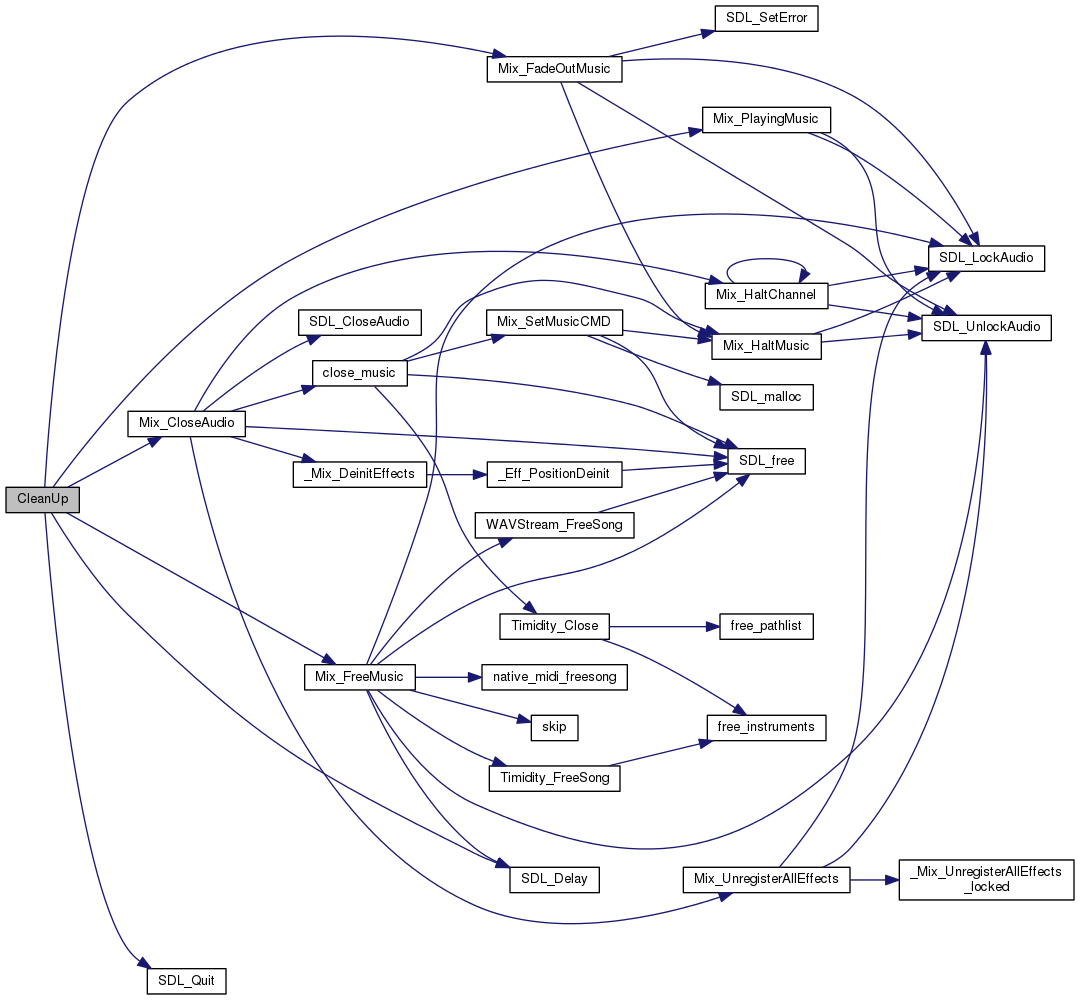 SDL_SetError
Mix_FadeOutMusic
Mix_PlayingMusic
SDL_LockAudio
Mix_HaltChannel
SDL_CloseAudio
Mix_SetMusicCMD
SDL_UnlockAudio
Mix_HaltMusic
close_music
SDL_malloc
Mix_CloseAudio
SDL_free
_Mix_DeinitEffects
_Eff_PositionDeinit
CleanUp
WAVStream_FreeSong
Timidity_Close
free_pathlist
Mix_FreeMusic
native_midi_freesong
skip
free_instruments
Timidity_FreeSong
SDL_Delay
Mix_UnregisterAllEffects
_Mix_UnregisterAllEffects
_locked
SDL_Quit